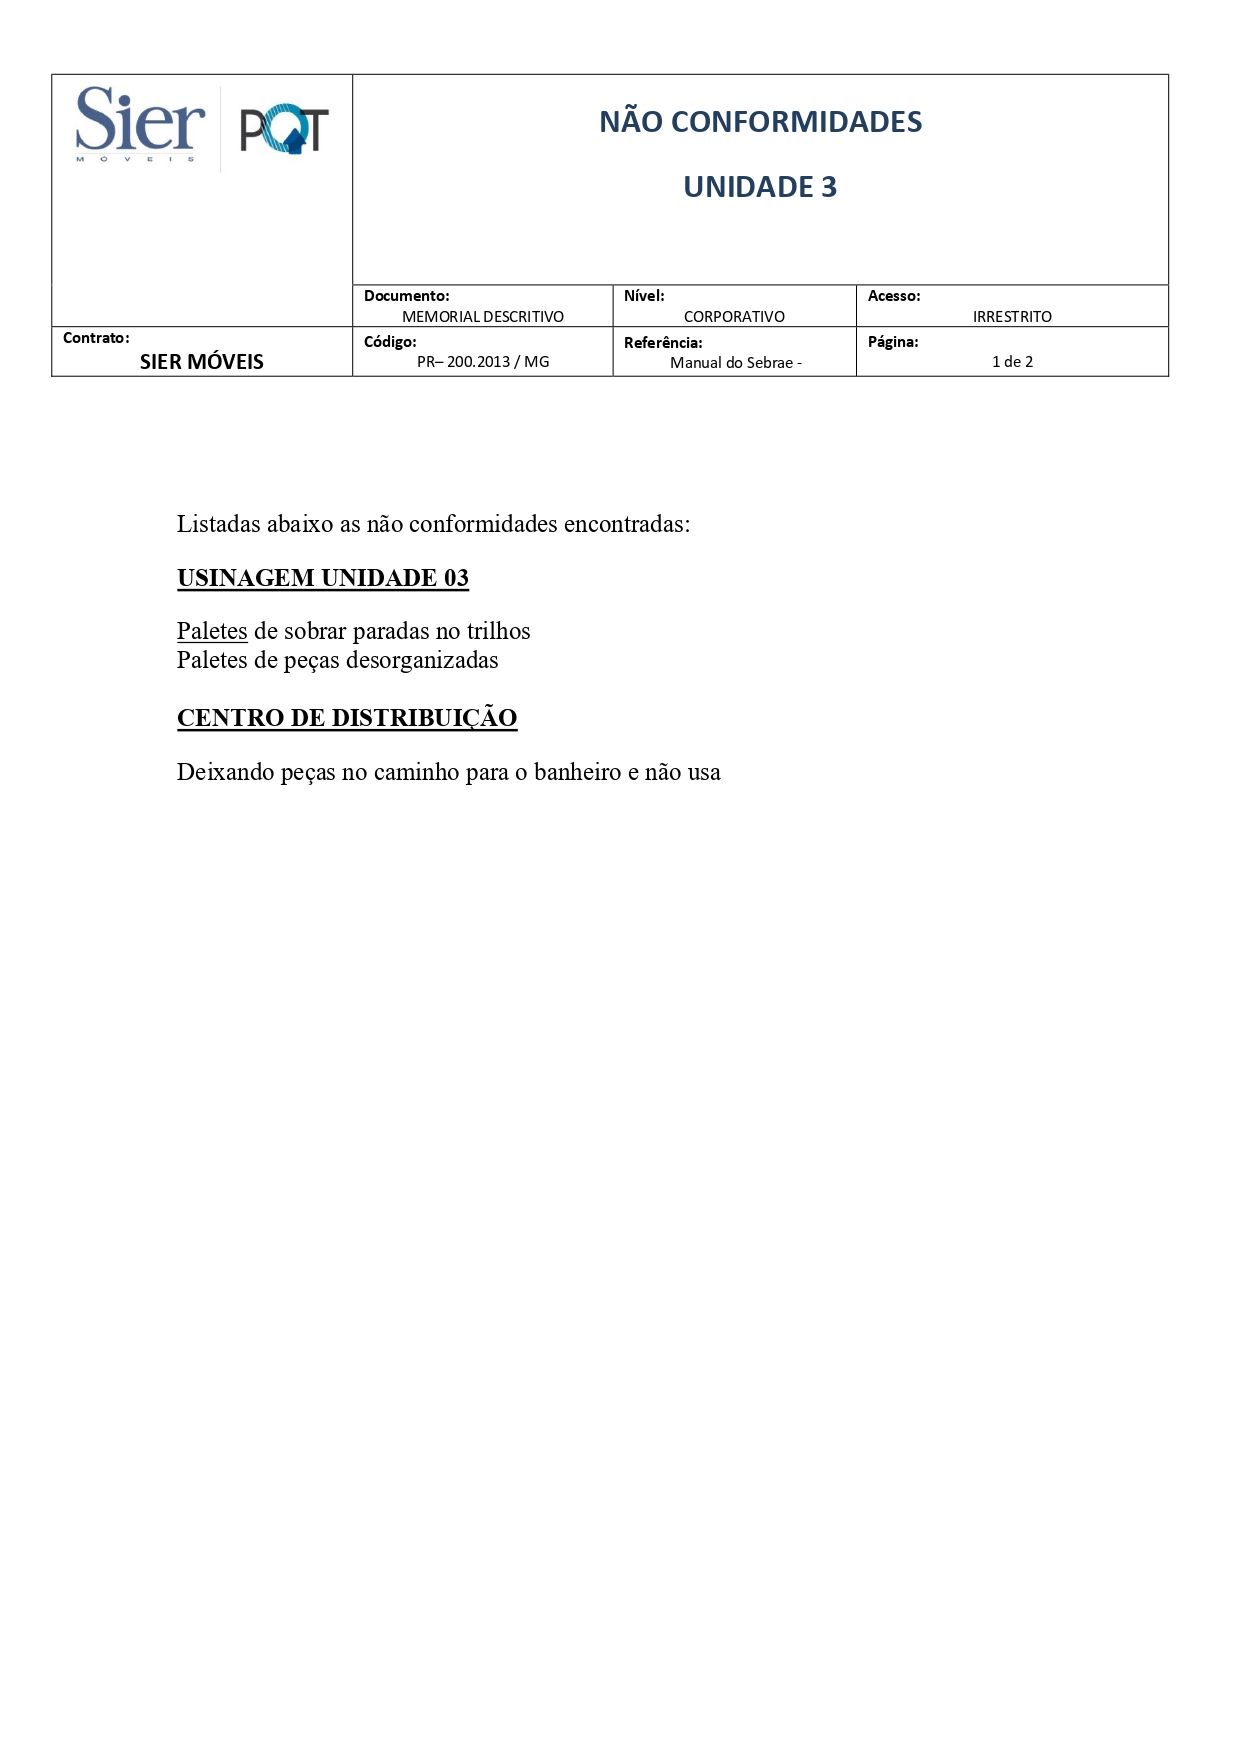 Sier
MÓVEIS
PQT
NÃO CONFORMIDADES
UNIDADE 3
Documento:
MEMORIAL DESCRITIVO
Nível:
CORPORATIVO
Acesso:
IRRESTRITO
Contrato:
SIER MÓVEIS
Código:
PR– 200.2013 / MG
Referência:
Manual do Sebrae -
Página:
1 de 2
Listadas abaixo as não conformidades encontradas:
USINAGEM UNIDADE 03
Paletes de sobrar paradas no trilhos
Paletes de peças desorganizadas
CENTRO DE DISTRIBUIÇÃO
Deixando peças no caminho para o banheiro e não usa